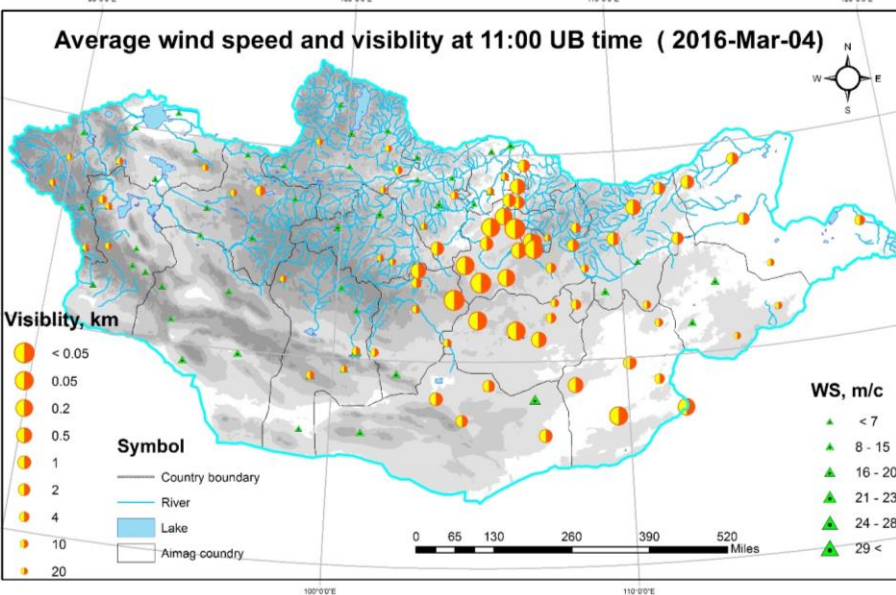 Average wind speed and visiblity at 11:00 UB time ( 2016-Mar-04)
N
W E
S
Visiblity, km
< 0.05
0.05
0.2
0.5
1
2
4
10
20
Symbol
Country boundary
River
Lake
Aimag coundry
0 65 130 260 390 520
Miles
WS, m/c
< 7
8 - 15
16 - 20
21 - 23
24 - 28
29 <
100°0'0"E 110°0'0"E